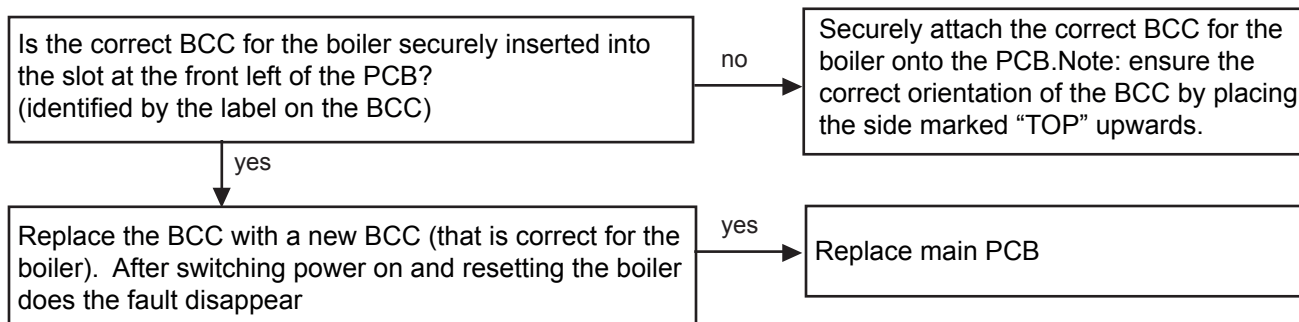 Is the correct BCC for the boiler securely inserted into
the slot at the front left of the PCB?
(identified by the label on the BCC)
no
Securely attach the correct BCC for the
boiler onto the PCB.Note: ensure the
correct orientation of the BCC by placing
the side marked “TOP” upwards.
yes
Replace the BCC with a new BCC (that is correct for the
boiler).  After switching power on and resetting the boiler
does the fault disappear
yes
Replace main PCB